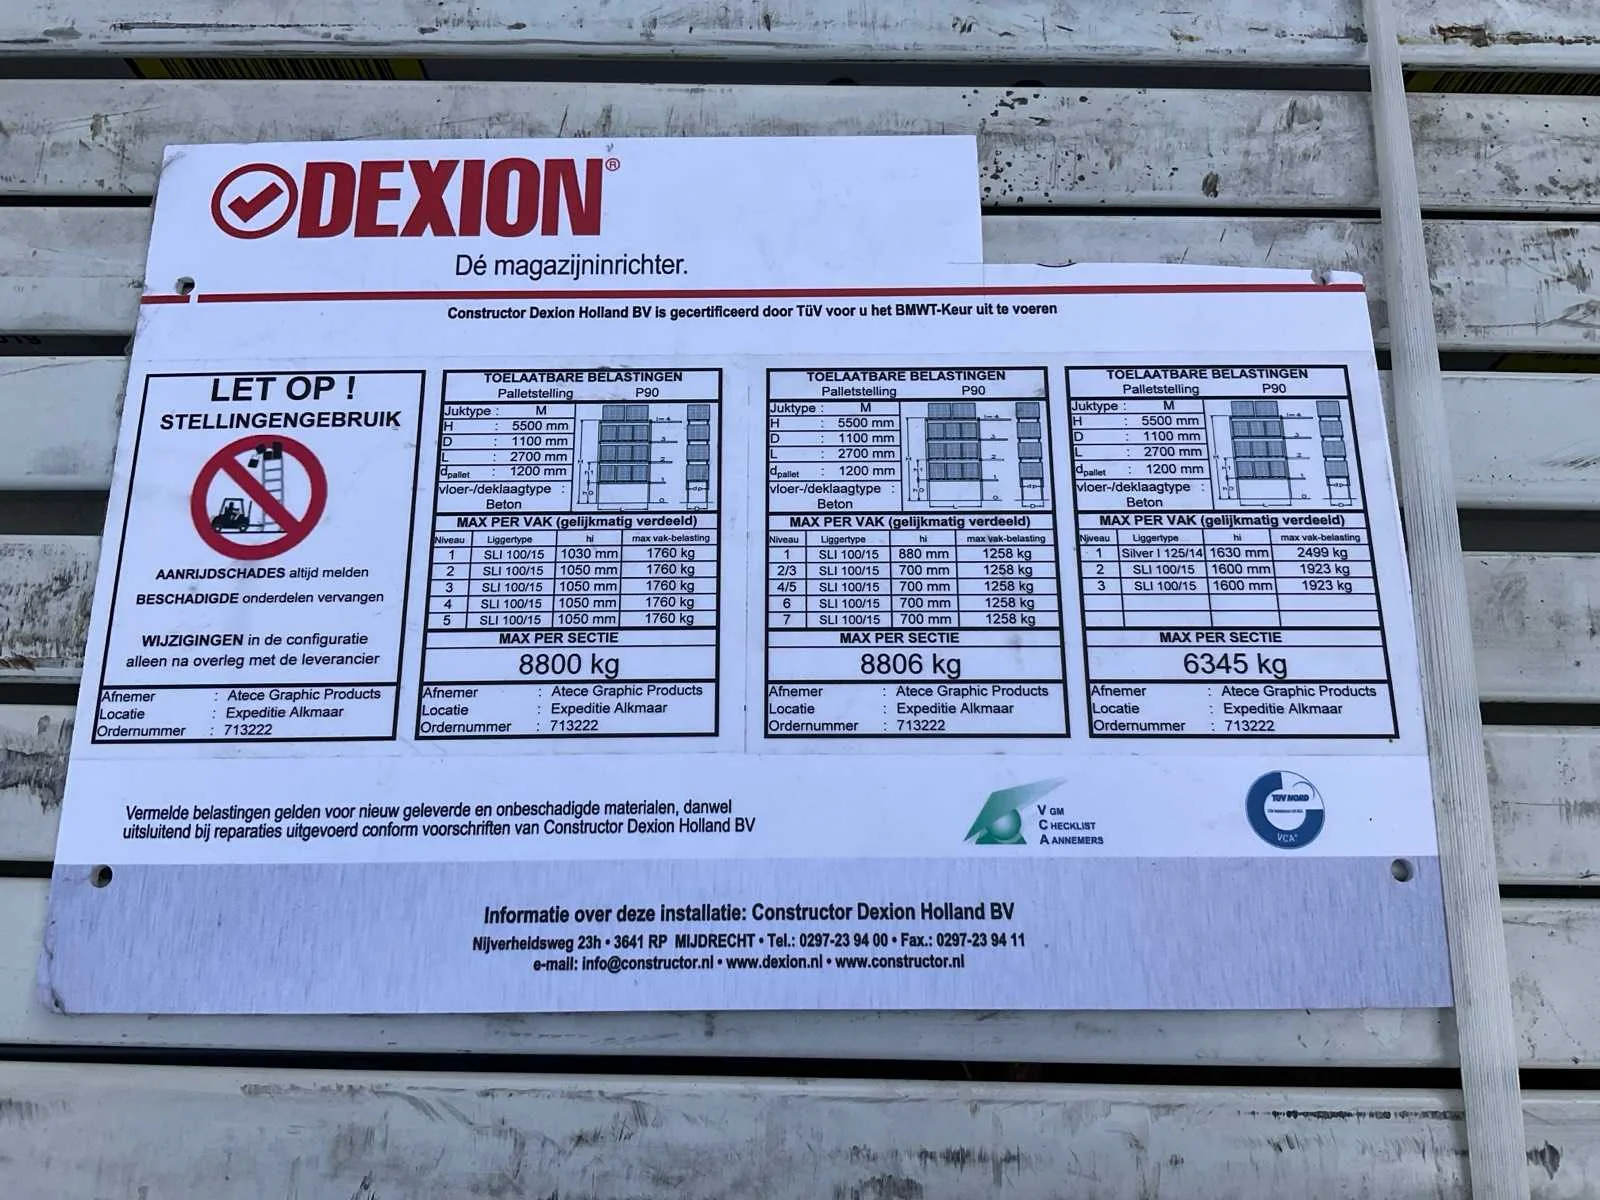 DEXION®
Dé magazijninrichter.
Constructor Dexion Holland BV is gecertificeerd door TüV voor u het BMWT-Keur uit te voeren
LET OP !
STELLINGENGEBRUIK
AANRIJDSCHADES altijd melden
BESCHADIGDE onderdelen vervangen
WIJZIGINGEN in de configuratie
alleen na overleg met de leverancier
Afnemer : Atece Graphic Products
Locatie : Expeditie Alkmaar
Ordernummer : 713222
TOELAATBARE BELASTINGEN
Palletstelling P90
Juktype : M
H : 5500 mm
D : 1100 mm
L : 2700 mm
dpallet : 1200 mm
vloer-/deklaagtype :
Beton
MAX PER VAK (gelijkmatig verdeeld)
Niveau Liggertype hi max vak-belasting
1 SLI 100/15 1030 mm 1760 kg
2 SLI 100/15 1050 mm 1760 kg
3 SLI 100/15 1050 mm 1760 kg
4 SLI 100/15 1050 mm 1760 kg
5 SLI 100/15 1050 mm 1760 kg
MAX PER SECTIE
8800 kg
Afnemer : Atece Graphic Products
Locatie : Expeditie Alkmaar
Ordernummer : 713222
TOELAATBARE BELASTINGEN
Palletstelling P90
Juktype : M
H : 5500 mm
D : 1100 mm
L : 2700 mm
dpallet : 1200 mm
vloer-/deklaagtype :
Beton
MAX PER VAK (gelijkmatig verdeeld)
Niveau Liggertype hi max vak-belasting
1 SLI 100/15 880 mm 1258 kg
2/3 SLI 100/15 700 mm 1258 kg
4/5 SLI 100/15 700 mm 1258 kg
6 SLI 100/15 700 mm 1258 kg
7 SLI 100/15 700 mm 1258 kg
MAX PER SECTIE
8806 kg
Afnemer : Atece Graphic Products
Locatie : Expeditie Alkmaar
Ordernummer : 713222
TOELAATBARE BELASTINGEN
Palletstelling P90
Juktype : M
H : 5500 mm
D : 1100 mm
L : 2700 mm
dpallet : 1200 mm
vloer-/deklaagtype :
Beton
MAX PER VAK (gelijkmatig verdeeld)
Niveau Liggertype hi max vak-belasting
1 Silver I 125/14 1630 mm 2499 kg
2 SLI 100/15 1600 mm 1923 kg
3 SLI 100/15 1600 mm 1923 kg
MAX PER SECTIE
6345 kg
Afnemer : Atece Graphic Products
Locatie : Expeditie Alkmaar
Ordernummer : 713222
Vermelde belastingen gelden voor nieuw geleverde en onbeschadigde materialen, danwel
uitsluitend bij reparaties uitgevoerd conform voorschriften van Constructor Dexion Holland BV
V GM
C HECKLIST
A ANNEMERS
TÜV NORD
VCA*
Informatie over deze installatie: Constructor Dexion Holland BV
Nijverheidsweg 23h • 3641 RP MIJDRECHT • Tel.: 0297-23 94 00 • Fax.: 0297-23 94 11
e-mail: info@constructor.nl • www.dexion.nl • www.constructor.nl